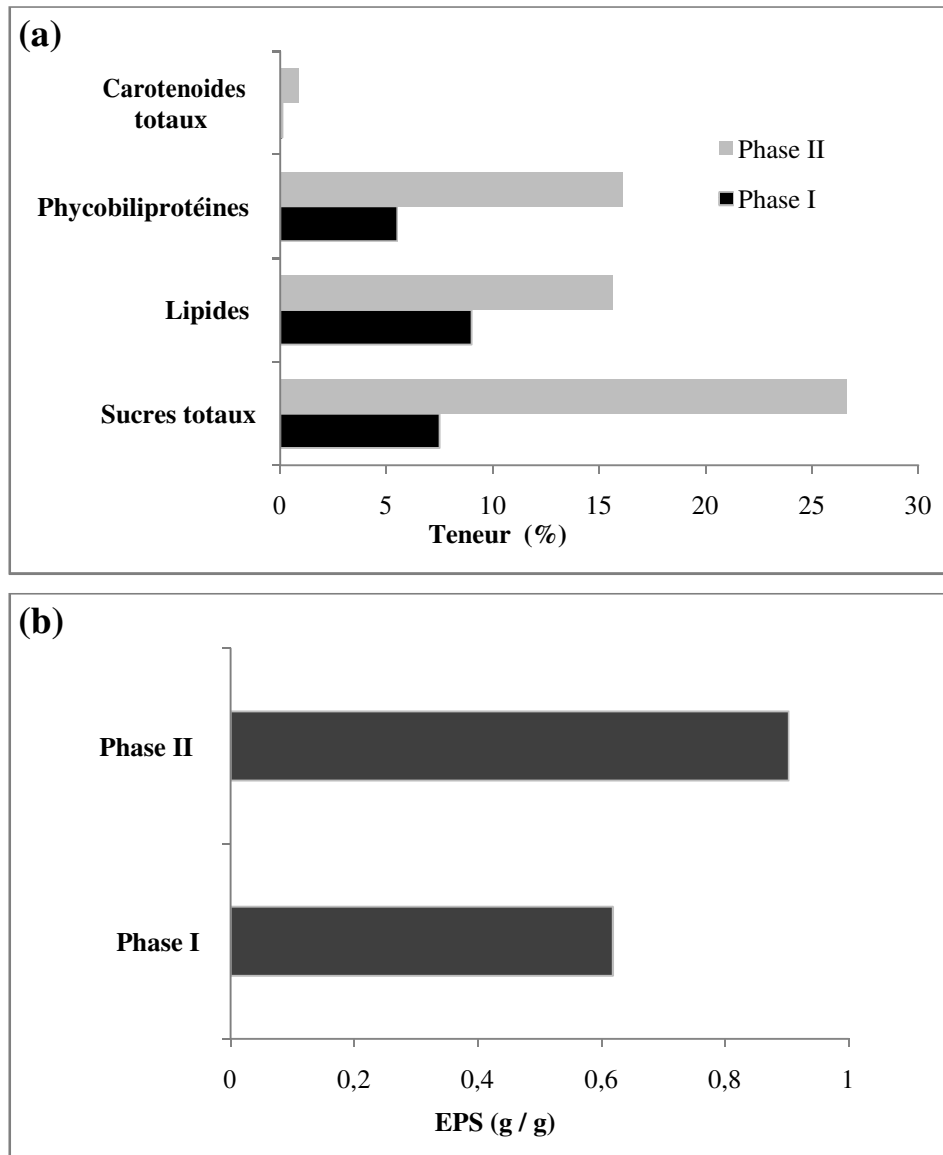 (a)
Carotenoides
totaux
Phycobiliprotéines
Lipides
Sucres totaux
Phase II
Phase I
0 5 10 15 20 25 30
Teneur (%)
(b)
Phase II
Phase I
0 0,2 0,4 0,6 0,8 1
EPS (g / g)